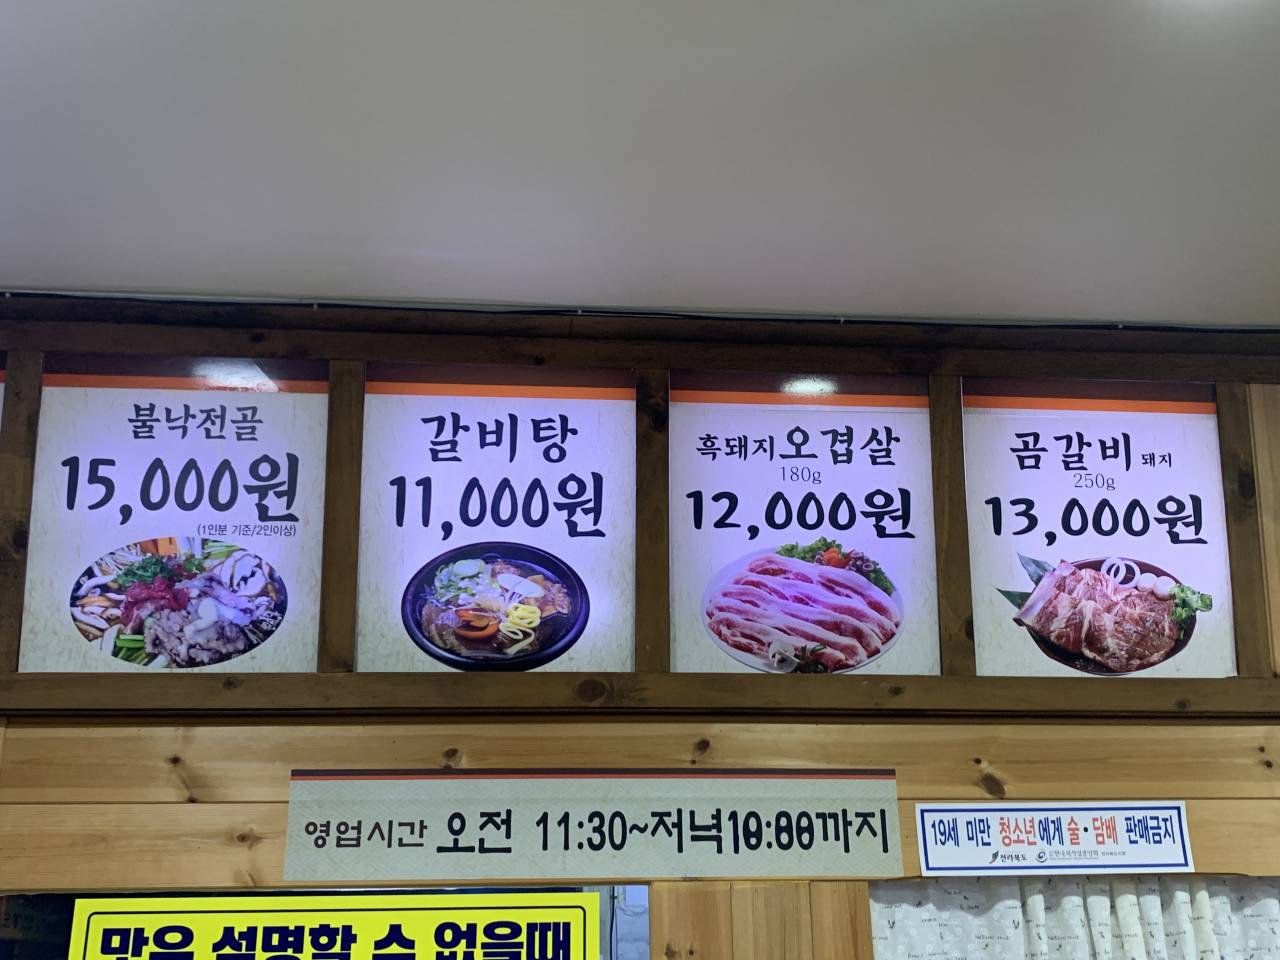 불낙전골
15,000원
(1인분 기준/2인이상)
갈비탕
11,000원
흑돼지오겹살
180g
12,000원
곰갈비 돼지
250g
13,000원
영업시간 오전 11:30~저녁10:00까지
19세 미만 청소년에게 술·담배 판매금지
전라북도
맛을 설명할 수 없을때